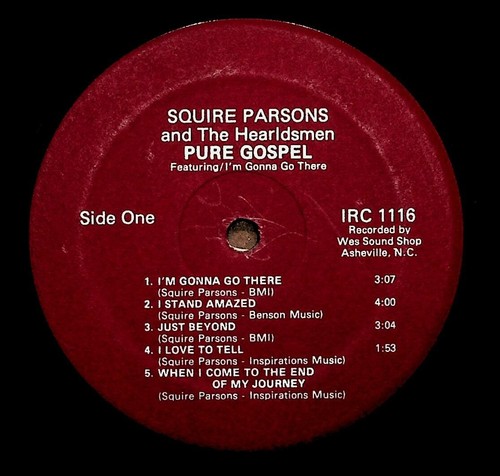 SQUIRE PARSONS
and The Hearldsmen
PURE GOSPEL
Featuring/I'm Gonna Go There
Side One
IRC 1116
Recorded by
Wes Sound Shop
Asheville, N.C.
1. I'M GONNA GO THERE 3:07
(Squire Parsons - BMI)
2. I STAND AMAZED 4:00
(Squire Parsons - Benson Music)
3. JUST BEYOND 3:04
(Squire Parsons - BMI)
4. I LOVE TO TELL 1:53
(Squire Parsons - Inspirations Music)
5. WHEN I COME TO THE END
OF MY JOURNEY
(Squire Parsons - Inspirations Music)